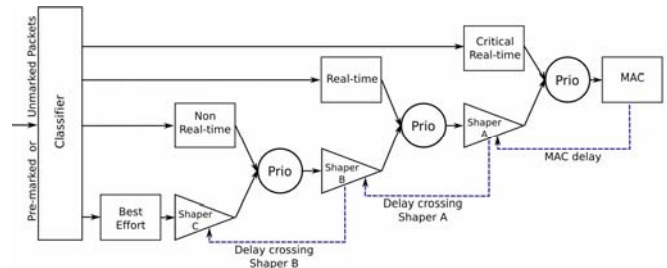 Pre-marked or Unmarked Packets
Classifier
Critical
Real-time
Real-time
Non
Real-time
Best
Effort
Prio
Prio
Prio
MAC
Shaper
A
Shaper
B
Shaper
C
MAC delay
Delay crossing
Shaper A
Delay crossing
Shaper B